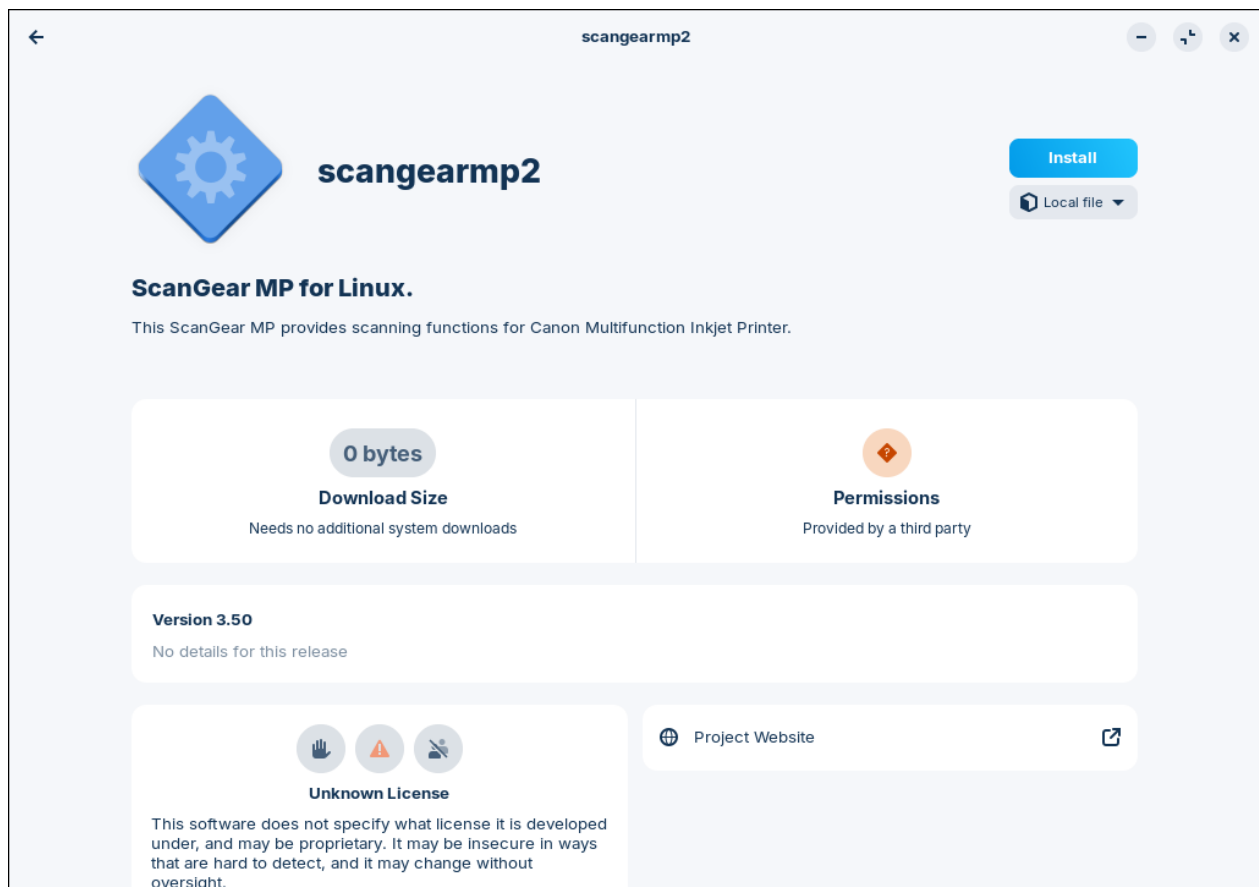 scangearmp2
scangearmp2
Install
Local file
ScanGear MP for Linux.
This ScanGear MP provides scanning functions for Canon Multifunction Inkjet Printer.
0 bytes
Download Size
Needs no additional system downloads
?
Permissions
Provided by a third party
Version 3.50
No details for this release
Unknown License
This software does not specify what license it is developed
under, and may be proprietary. It may be insecure in ways
that are hard to detect, and it may change without
oversight.
Project Website